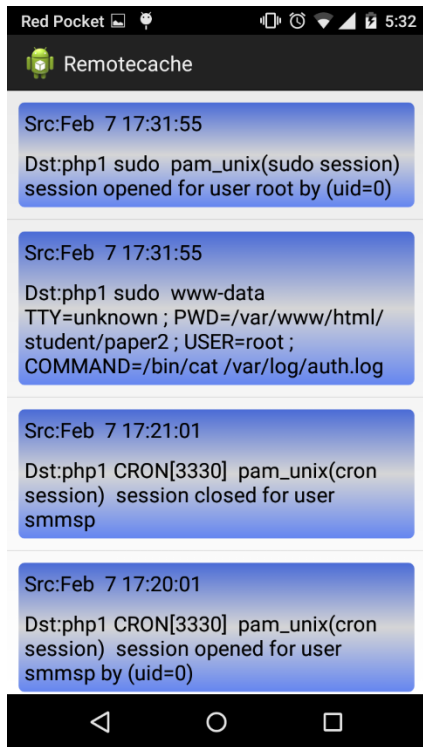 Red Pocket 5:32
Remotecache
Src:Feb  7 17:31:55
Dst:php1 sudo  pam_unix(sudo session)
session opened for user root by (uid=0)
Src:Feb  7 17:31:55
Dst:php1 sudo  www-data
TTY=unknown ; PWD=/var/www/html/
student/paper2 ; USER=root ;
COMMAND=/bin/cat /var/log/auth.log
Src:Feb  7 17:21:01
Dst:php1 CRON[3330]  pam_unix(cron
session)  session closed for user
smmsp
Src:Feb  7 17:20:01
Dst:php1 CRON[3330]  pam_unix(cron
session)  session opened for user
smmsp by (uid=0)